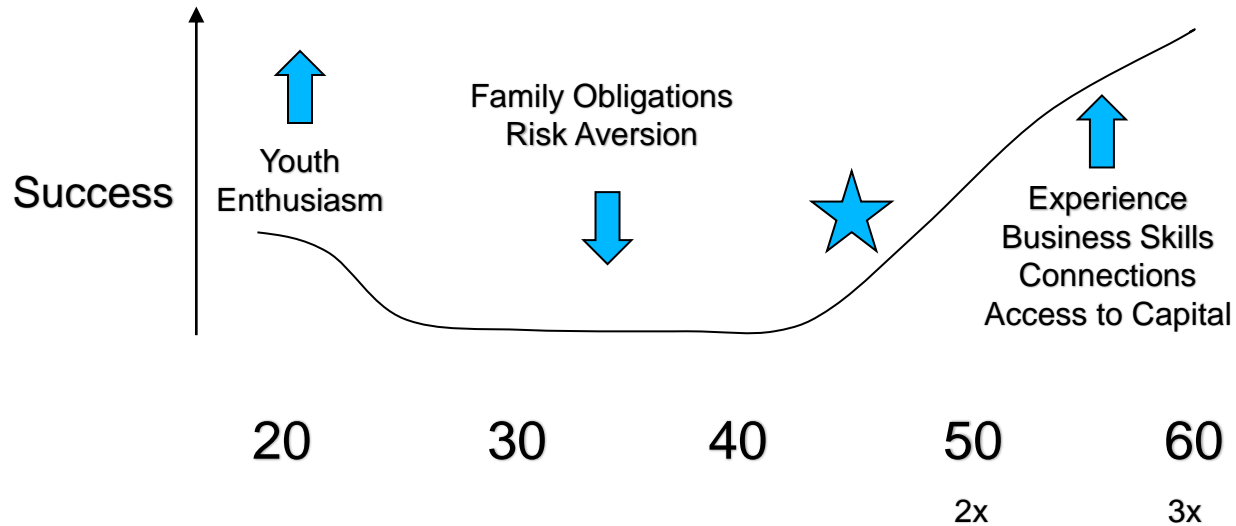 Success
Youth
Enthusiasm
Family Obligations
Risk Aversion
Experience
Business Skills
Connections
Access to Capital
20
30
40
50
60
2x
3x